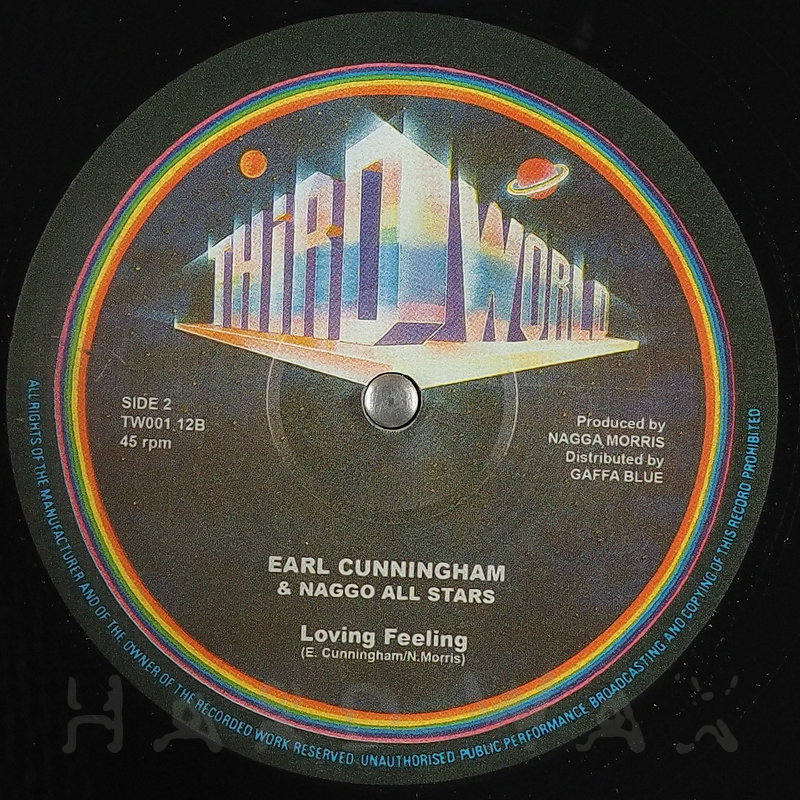 THiRD WORLD
SIDE 2
TW001 12B
45 rpm
Produced by
NAGGA MORRIS
Distributed by
GAFFA BLUE
EARL CUNNINGHAM
& NAGGO ALL STARS
Loving Feeling
(E. Cunningham/N.Morris)
ALL RIGHTS OF THE MANUFACTURER AND OF THE OWNER OF THE RECORDED WORK RESERVED. UNAUTHORISED PUBLIC PERFORMANCE BROADCASTING AND COPYING OF THIS RECORD PROHIBITED
HARDWAX